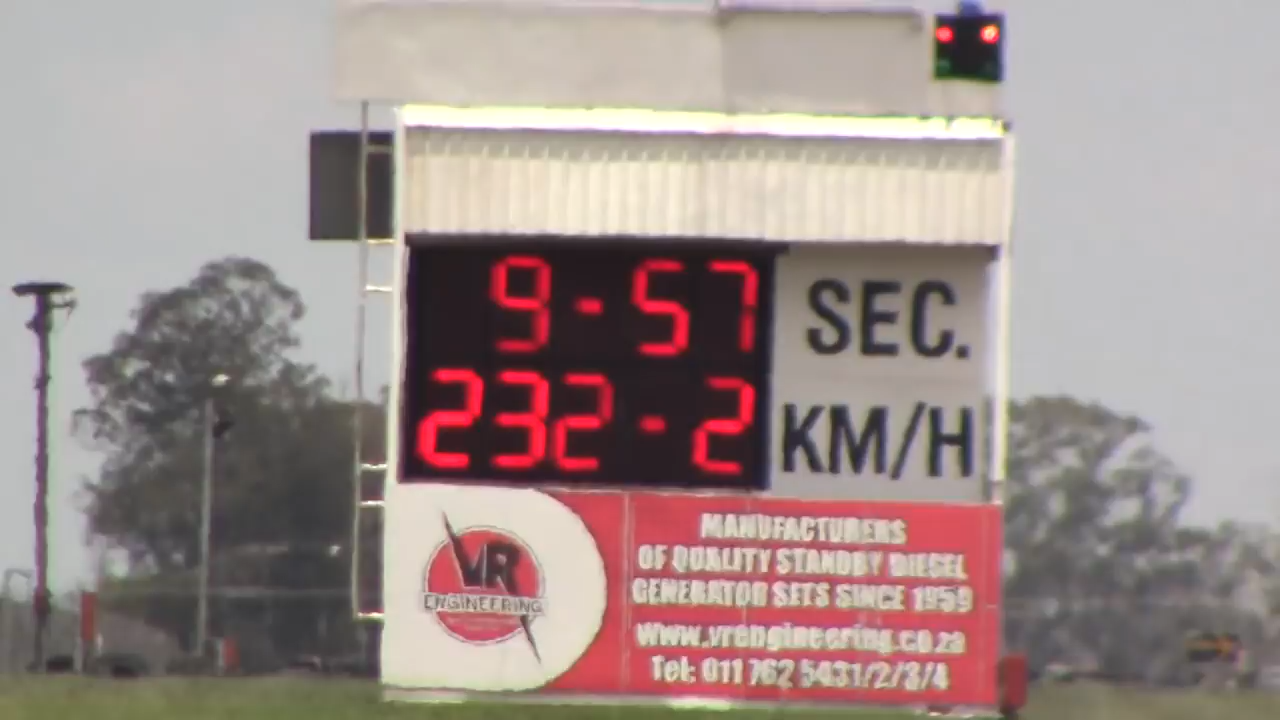 9-57 SEC.
232-2 KM/H
VR
ENGINEERING
MANUFACTURERS
OF QUALITY STANDBY DIESEL
GENERATOR SETS SINCE 1959
www.vrengineering.co.za
Tel: 011 762 5431/2/3/4